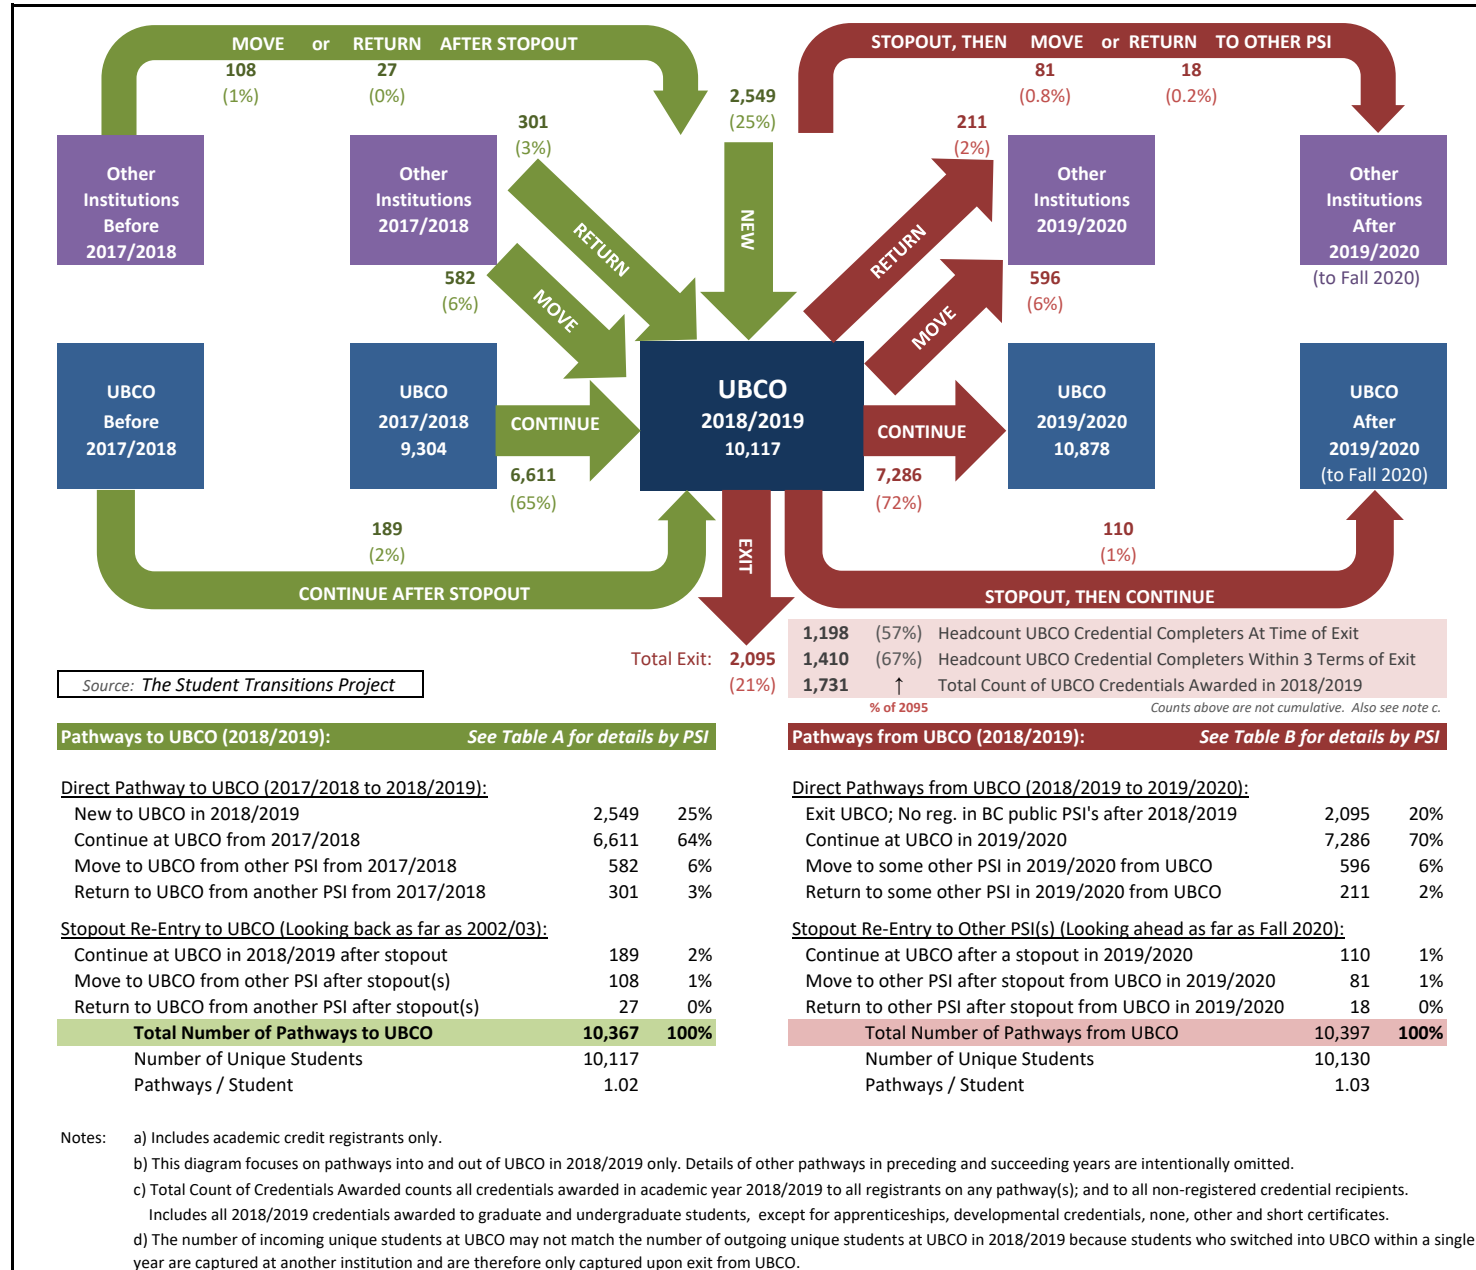 MOVE or RETURN AFTER STOPOUT
108 27
(1%) (0%)
STOPOUT, THEN MOVE or RETURN TO OTHER PSI
81 18
(0.8%) (0.2%)
2,549
(25%)
301
(3%)
211
(2%)
Other
Institutions
Before
2017/2018
Other
Institutions
2017/2018
RETURN
NEW
RETURN
Other
Institutions
2019/2020
Other
Institutions
After
2019/2020
(to Fall 2020)
582
(6%)
MOVE
MOVE
596
(6%)
UBCO
Before
2017/2018
UBCO
2017/2018
9,304
CONTINUE
6,611
(65%)
UBCO
2018/2019
10,117
CONTINUE
7,286
(72%)
UBCO
2019/2020
10,878
UBCO
After
2019/2020
(to Fall 2020)
189
(2%)
CONTINUE AFTER STOPOUT
EXIT
110
(1%)
STOPOUT, THEN CONTINUE
Total Exit: 2,095
(21%)
1,198 (57%) Headcount UBCO Credential Completers At Time of Exit
1,410 (67%) Headcount UBCO Credential Completers Within 3 Terms of Exit
1,731 ↑ Total Count of UBCO Credentials Awarded in 2018/2019
% of 2095 Counts above are not cumulative. Also see note c.
Source: The Student Transitions Project
Pathways to UBCO (2018/2019): See Table A for details by PSI
Direct Pathway to UBCO (2017/2018 to 2018/2019):
New to UBCO in 2018/2019 2,549 25%
Continue at UBCO from 2017/2018 6,611 64%
Move to UBCO from other PSI from 2017/2018 582 6%
Return to UBCO from another PSI from 2017/2018 301 3%
Stopout Re-Entry to UBCO (Looking back as far as 2002/03):
Continue at UBCO in 2018/2019 after stopout 189 2%
Move to UBCO from other PSI after stopout(s) 108 1%
Return to UBCO from another PSI after stopout(s) 27 0%
Total Number of Pathways to UBCO 10,367 100%
Number of Unique Students 10,117
Pathways / Student 1.02
Pathways from UBCO (2018/2019): See Table B for details by PSI
Direct Pathways from UBCO (2018/2019 to 2019/2020):
Exit UBCO; No reg. in BC public PSI's after 2018/2019 2,095 20%
Continue at UBCO in 2019/2020 7,286 70%
Move to some other PSI in 2019/2020 from UBCO 596 6%
Return to some other PSI in 2019/2020 from UBCO 211 2%
Stopout Re-Entry to Other PSI(s) (Looking ahead as far as Fall 2020):
Continue at UBCO after a stopout in 2019/2020 110 1%
Move to other PSI after stopout from UBCO in 2019/2020 81 1%
Return to other PSI after stopout from UBCO in 2019/2020 18 0%
Total Number of Pathways from UBCO 10,397 100%
Number of Unique Students 10,130
Pathways / Student 1.03
Notes: a) Includes academic credit registrants only.
b) This diagram focuses on pathways into and out of UBCO in 2018/2019 only. Details of other pathways in preceding and succeeding years are intentionally omitted.
c) Total Count of Credentials Awarded counts all credentials awarded in academic year 2018/2019 to all registrants on any pathway(s); and to all non-registered credential recipients.
Includes all 2018/2019 credentials awarded to graduate and undergraduate students, except for apprenticeships, developmental credentials, none, other and short certificates.
d) The number of incoming unique students at UBCO may not match the number of outgoing unique students at UBCO in 2018/2019 because students who switched into UBCO within a single
year are captured at another institution and are therefore only captured upon exit from UBCO.